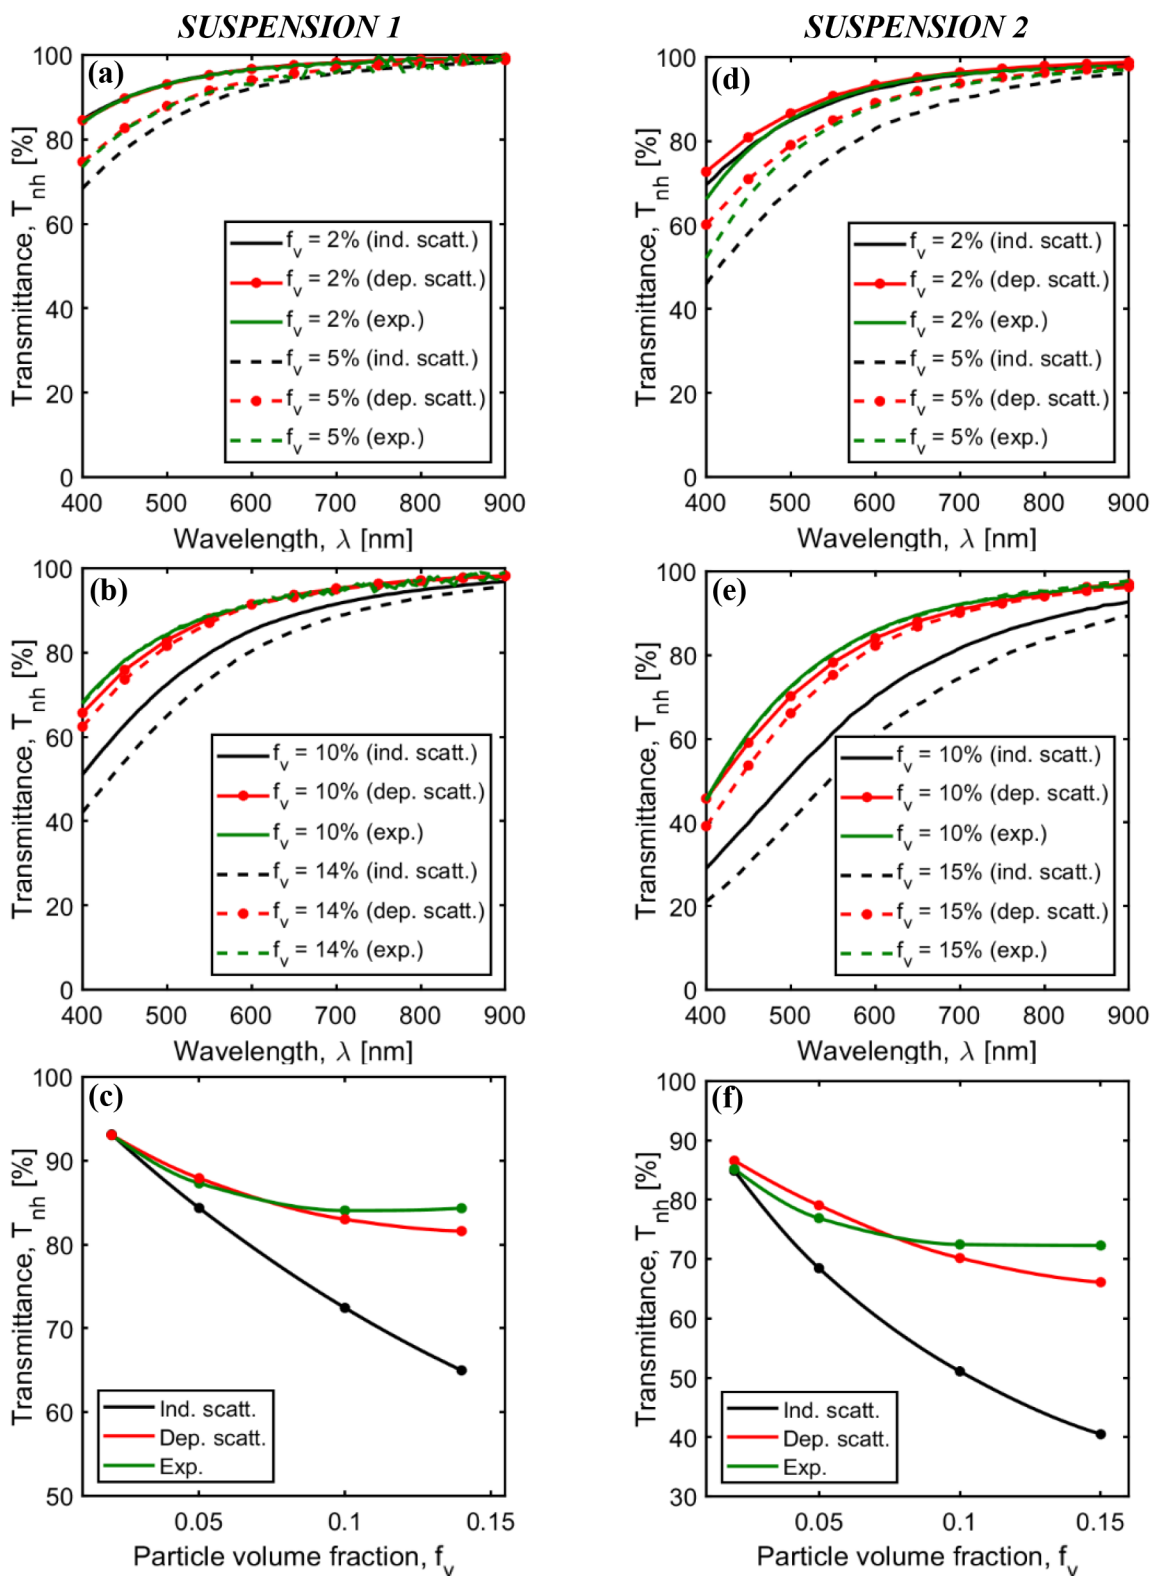 SUSPENSION 1
(a)
100
80
60
40
20
0
Transmittance, T_nh [%]
f_v = 2% (ind. scatt.)
f_v = 2% (dep. scatt.)
f_v = 2% (exp.)
f_v = 5% (ind. scatt.)
f_v = 5% (dep. scatt.)
f_v = 5% (exp.)
400 500 600 700 800 900
Wavelength, λ [nm]
SUSPENSION 2
(d)
100
80
60
40
20
0
Transmittance, T_nh [%]
f_v = 2% (ind. scatt.)
f_v = 2% (dep. scatt.)
f_v = 2% (exp.)
f_v = 5% (ind. scatt.)
f_v = 5% (dep. scatt.)
f_v = 5% (exp.)
400 500 600 700 800 900
Wavelength, λ [nm]
(b)
100
80
60
40
20
0
Transmittance, T_nh [%]
f_v = 10% (ind. scatt.)
f_v = 10% (dep. scatt.)
f_v = 10% (exp.)
f_v = 14% (ind. scatt.)
f_v = 14% (dep. scatt.)
f_v = 14% (exp.)
400 500 600 700 800 900
Wavelength, λ [nm]
(e)
100
80
60
40
20
0
Transmittance, T_nh [%]
f_v = 10% (ind. scatt.)
f_v = 10% (dep. scatt.)
f_v = 10% (exp.)
f_v = 15% (ind. scatt.)
f_v = 15% (dep. scatt.)
f_v = 15% (exp.)
400 500 600 700 800 900
Wavelength, λ [nm]
(c)
100
90
80
70
60
50
Transmittance, T_nh [%]
Ind. scatt.
Dep. scatt.
Exp.
0.05 0.1 0.15
Particle volume fraction, f_v
(f)
100
90
80
70
60
50
40
30
Transmittance, T_nh [%]
Ind. scatt.
Dep. scatt.
Exp.
0.05 0.1 0.15
Particle volume fraction, f_v